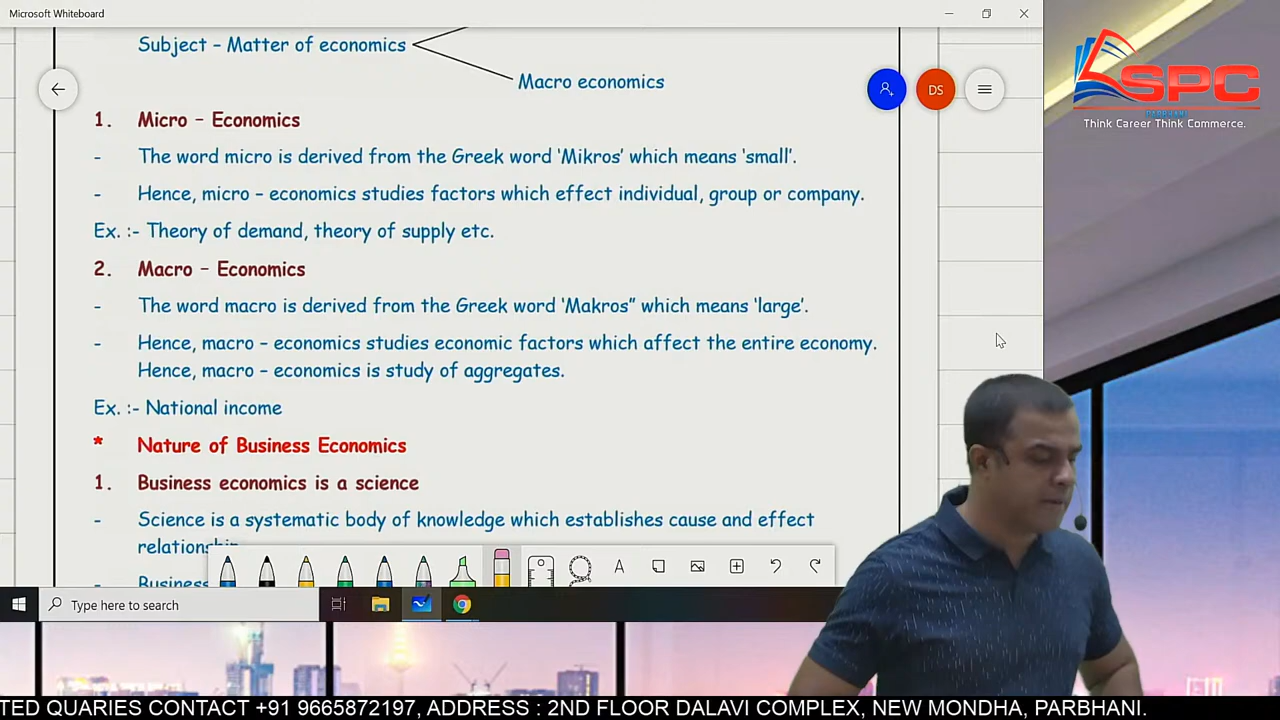 Microsoft Whiteboard
Subject – Matter of economics
Macro economics
DS
1. Micro – Economics
- The word micro is derived from the Greek word ‘Mikros’ which means ‘small’.
- Hence, micro – economics studies factors which effect individual, group or company.
Ex. :- Theory of demand, theory of supply etc.
2. Macro – Economics
- The word macro is derived from the Greek word ‘Makros” which means ‘large’.
- Hence, macro – economics studies economic factors which affect the entire economy.
Hence, macro – economics is study of aggregates.
Ex. :- National income
* Nature of Business Economics
1. Business economics is a science
- Science is a systematic body of knowledge which establishes cause and effect
relationship
- Business
A
Type here to search
SPC
PARBHANI
Think Career Think Commerce.
TED QUARIES CONTACT +91 9665872197, ADDRESS : 2ND FLOOR DALAVI COMPLEX, NEW MONDHA, PARBHANI.